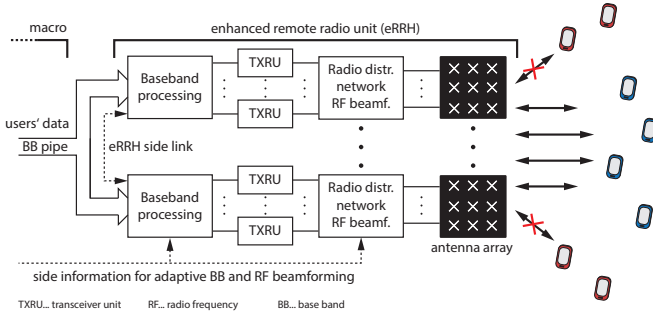 macro
enhanced remote radio unit (eRRH)
Baseband
processing
TXRU
TXRU
Radio distr.
network
RF beamf.
users' data
BB pipe
eRRH side link
Baseband
processing
TXRU
TXRU
Radio distr.
network
RF beamf.
antenna array
side information for adaptive BB and RF beamforming
TXRU... transceiver unit RF... radio frequency BB... base band